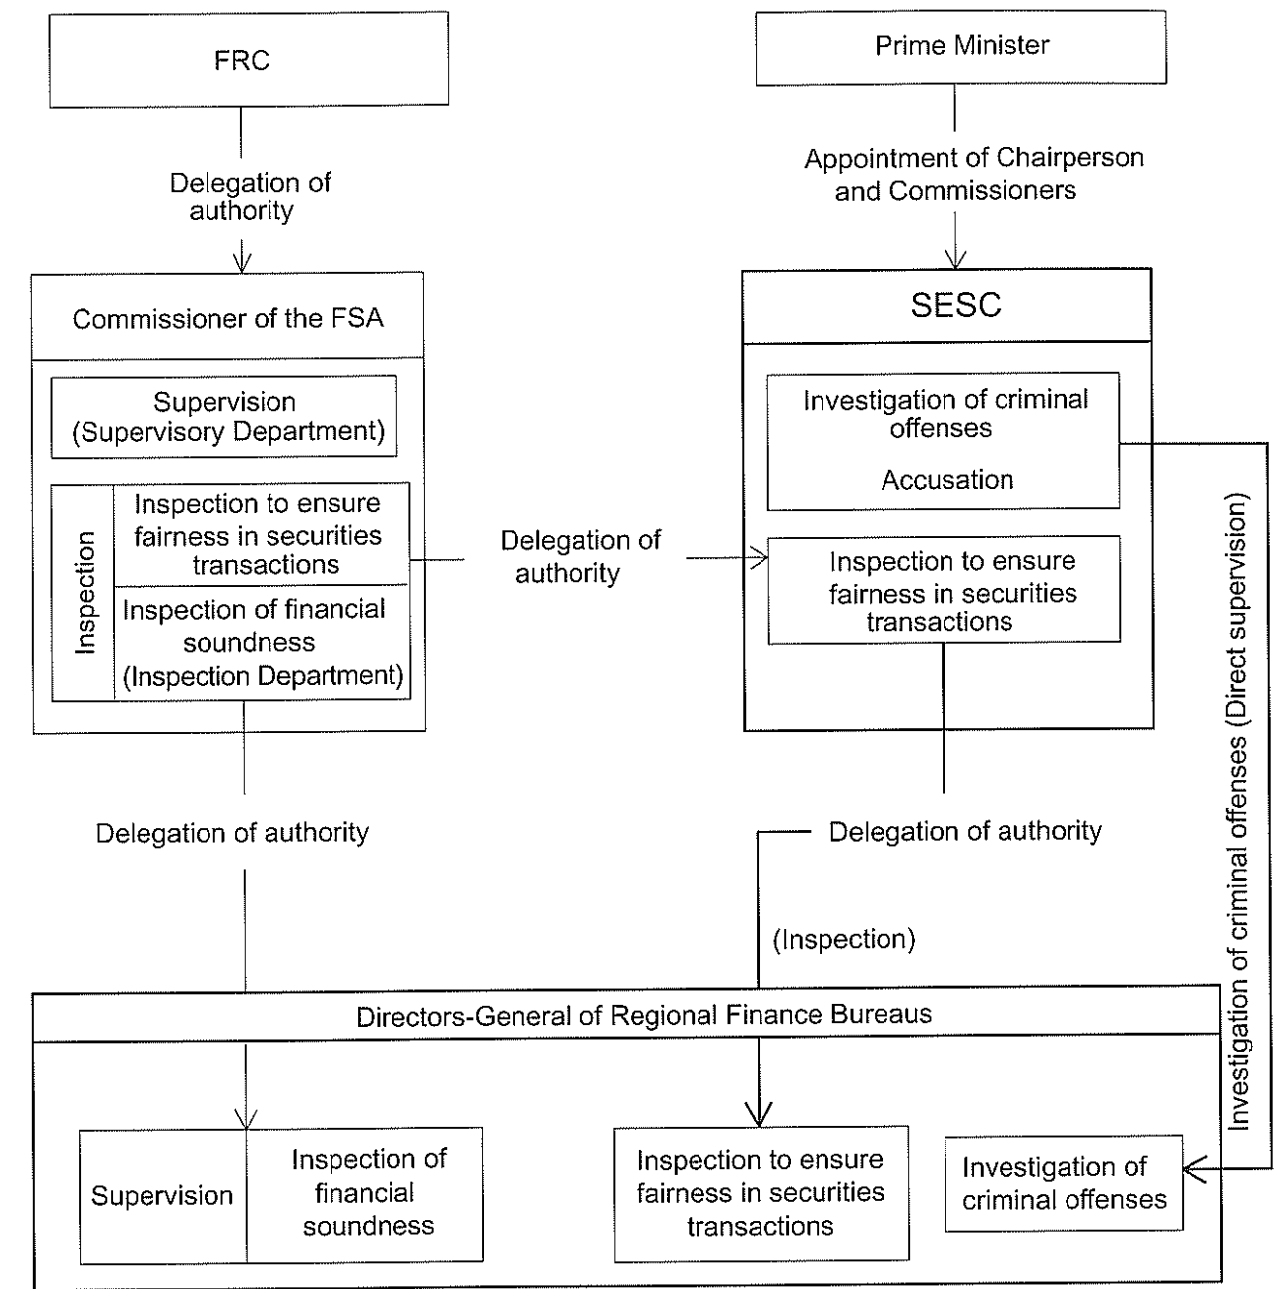 FRC
Prime Minister
Delegation of
authority
Appointment of Chairperson
and Commissioners
Commissioner of the FSA
SESC
Supervision
(Supervisory Department)
Investigation of criminal
offenses
Accusation
Inspection
Inspection to ensure
fairness in securities
transactions
Inspection of financial
soundness
(Inspection Department)
Delegation of
authority
Inspection to ensure
fairness in securities
transactions
Investigation of criminal offenses (Direct supervision)
Delegation of authority
Delegation of authority
(Inspection)
Directors-General of Regional Finance Bureaus
Supervision
Inspection of
financial
soundness
Inspection to ensure
fairness in securities
transactions
Investigation of
criminal offenses